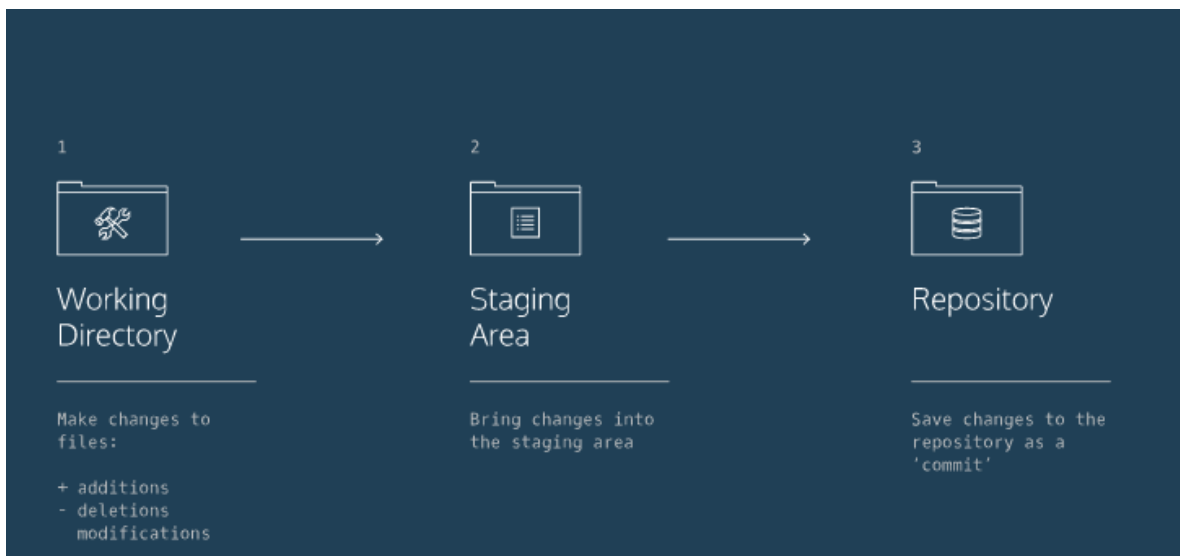 1
Working
Directory
Make changes to
files:
+ additions
- deletions
modifications
2
Staging
Area
Bring changes into
the staging area
3
Repository
Save changes to the
repository as a
‘commit’